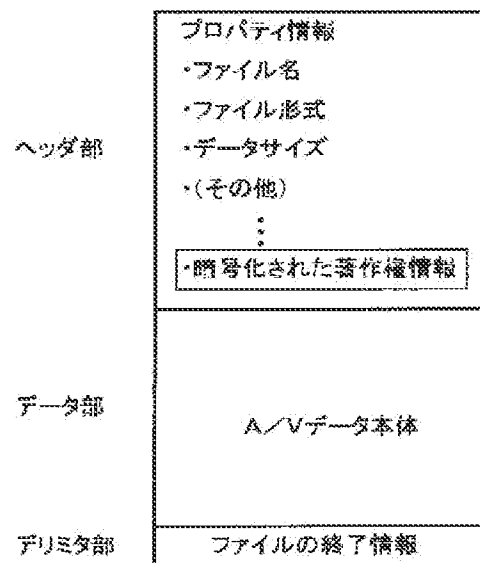 プロパティ情報
・ファイル名
・ファイル形式
ヘッダ部
・データサイズ
・(その他)
・暗号化された著作権情報
データ部
A/Vデータ本体
デリミタ部
ファイルの終了情報